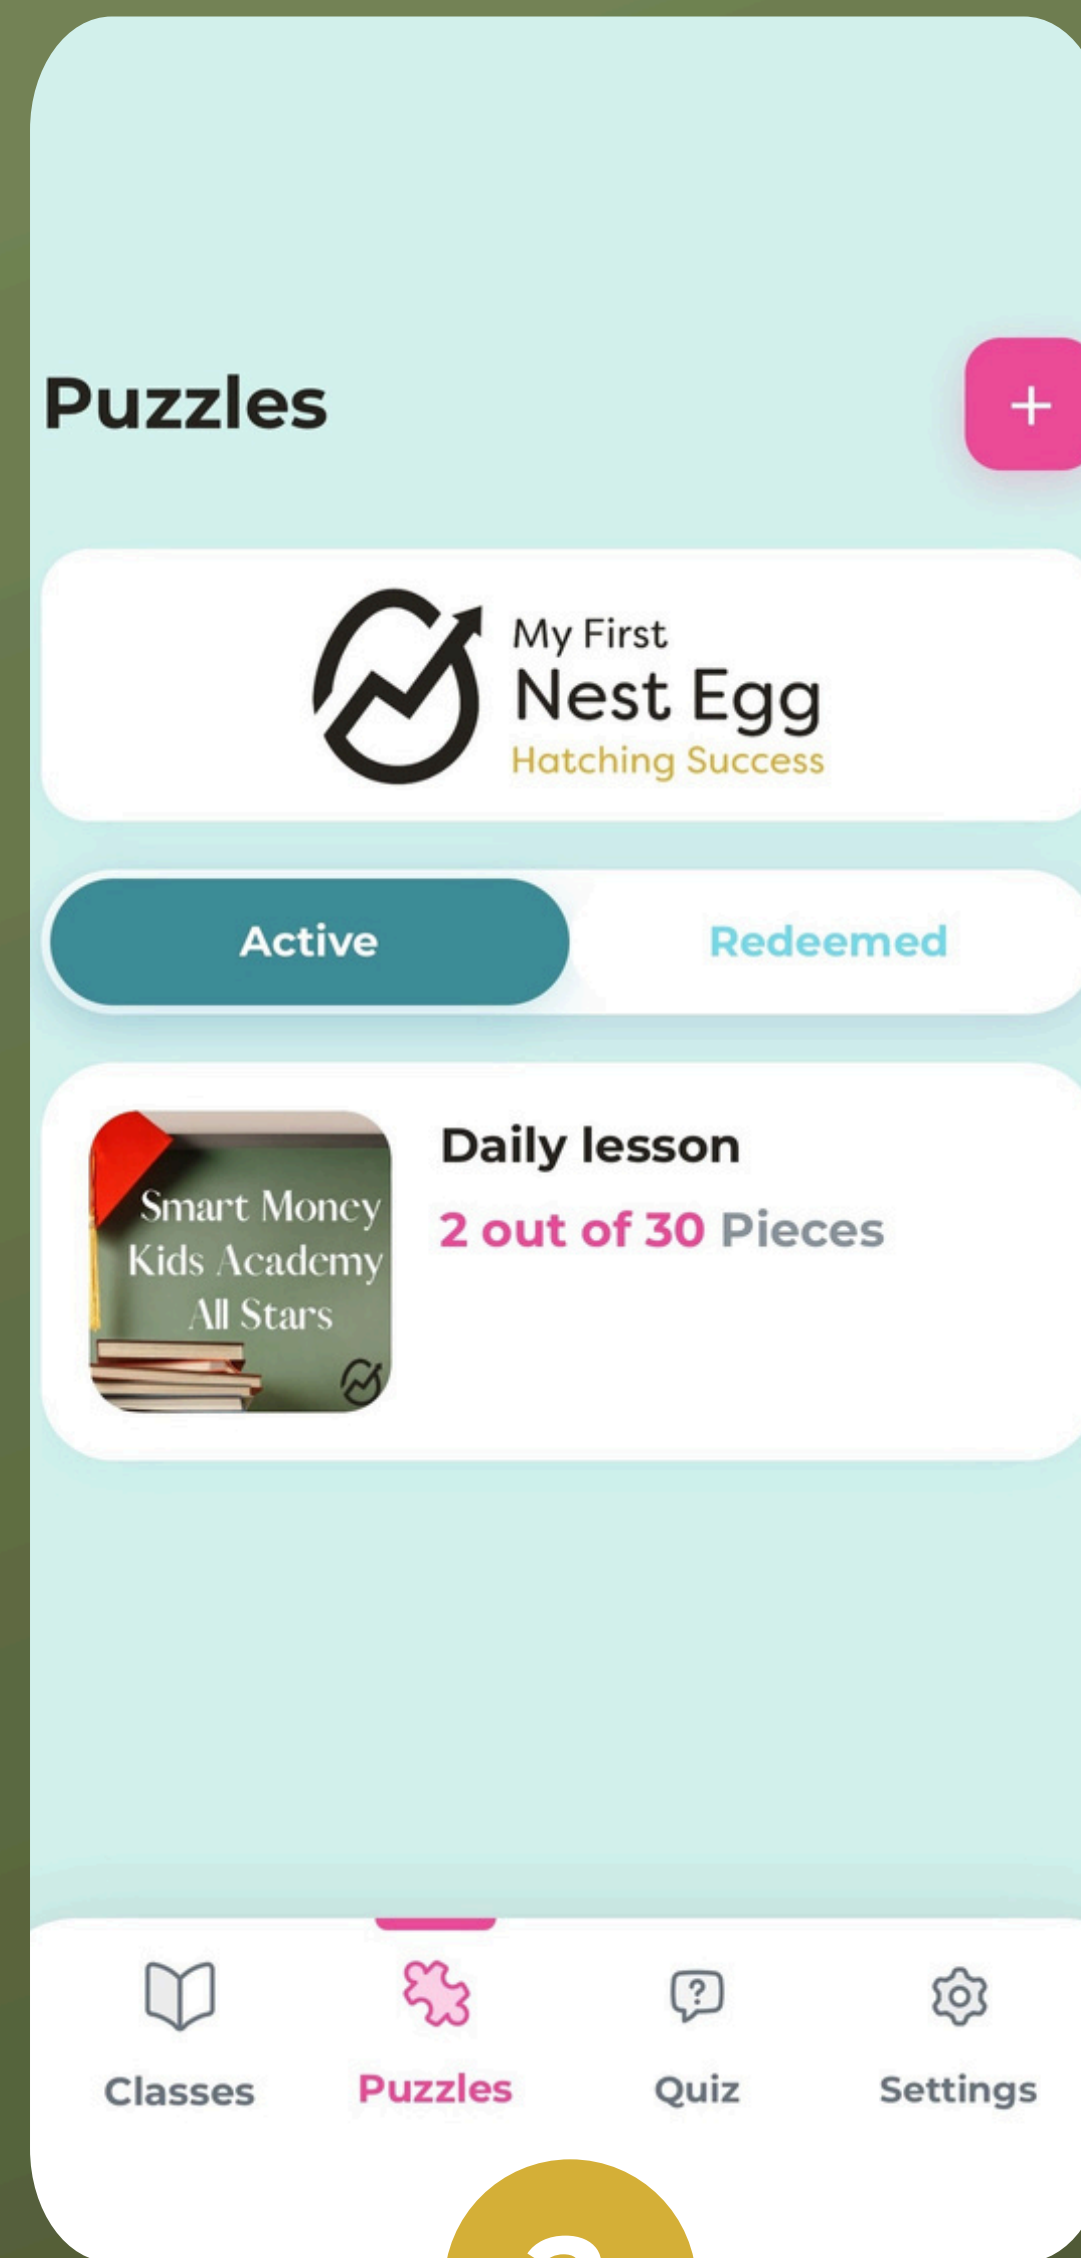 Puzzles
+
My First
Nest Egg
Hatching Success
Active
Redeemed
Daily lesson
2 out of 30 Pieces
Smart Money
Kids Academy
All Stars
Classes
Puzzles
Quiz
Settings